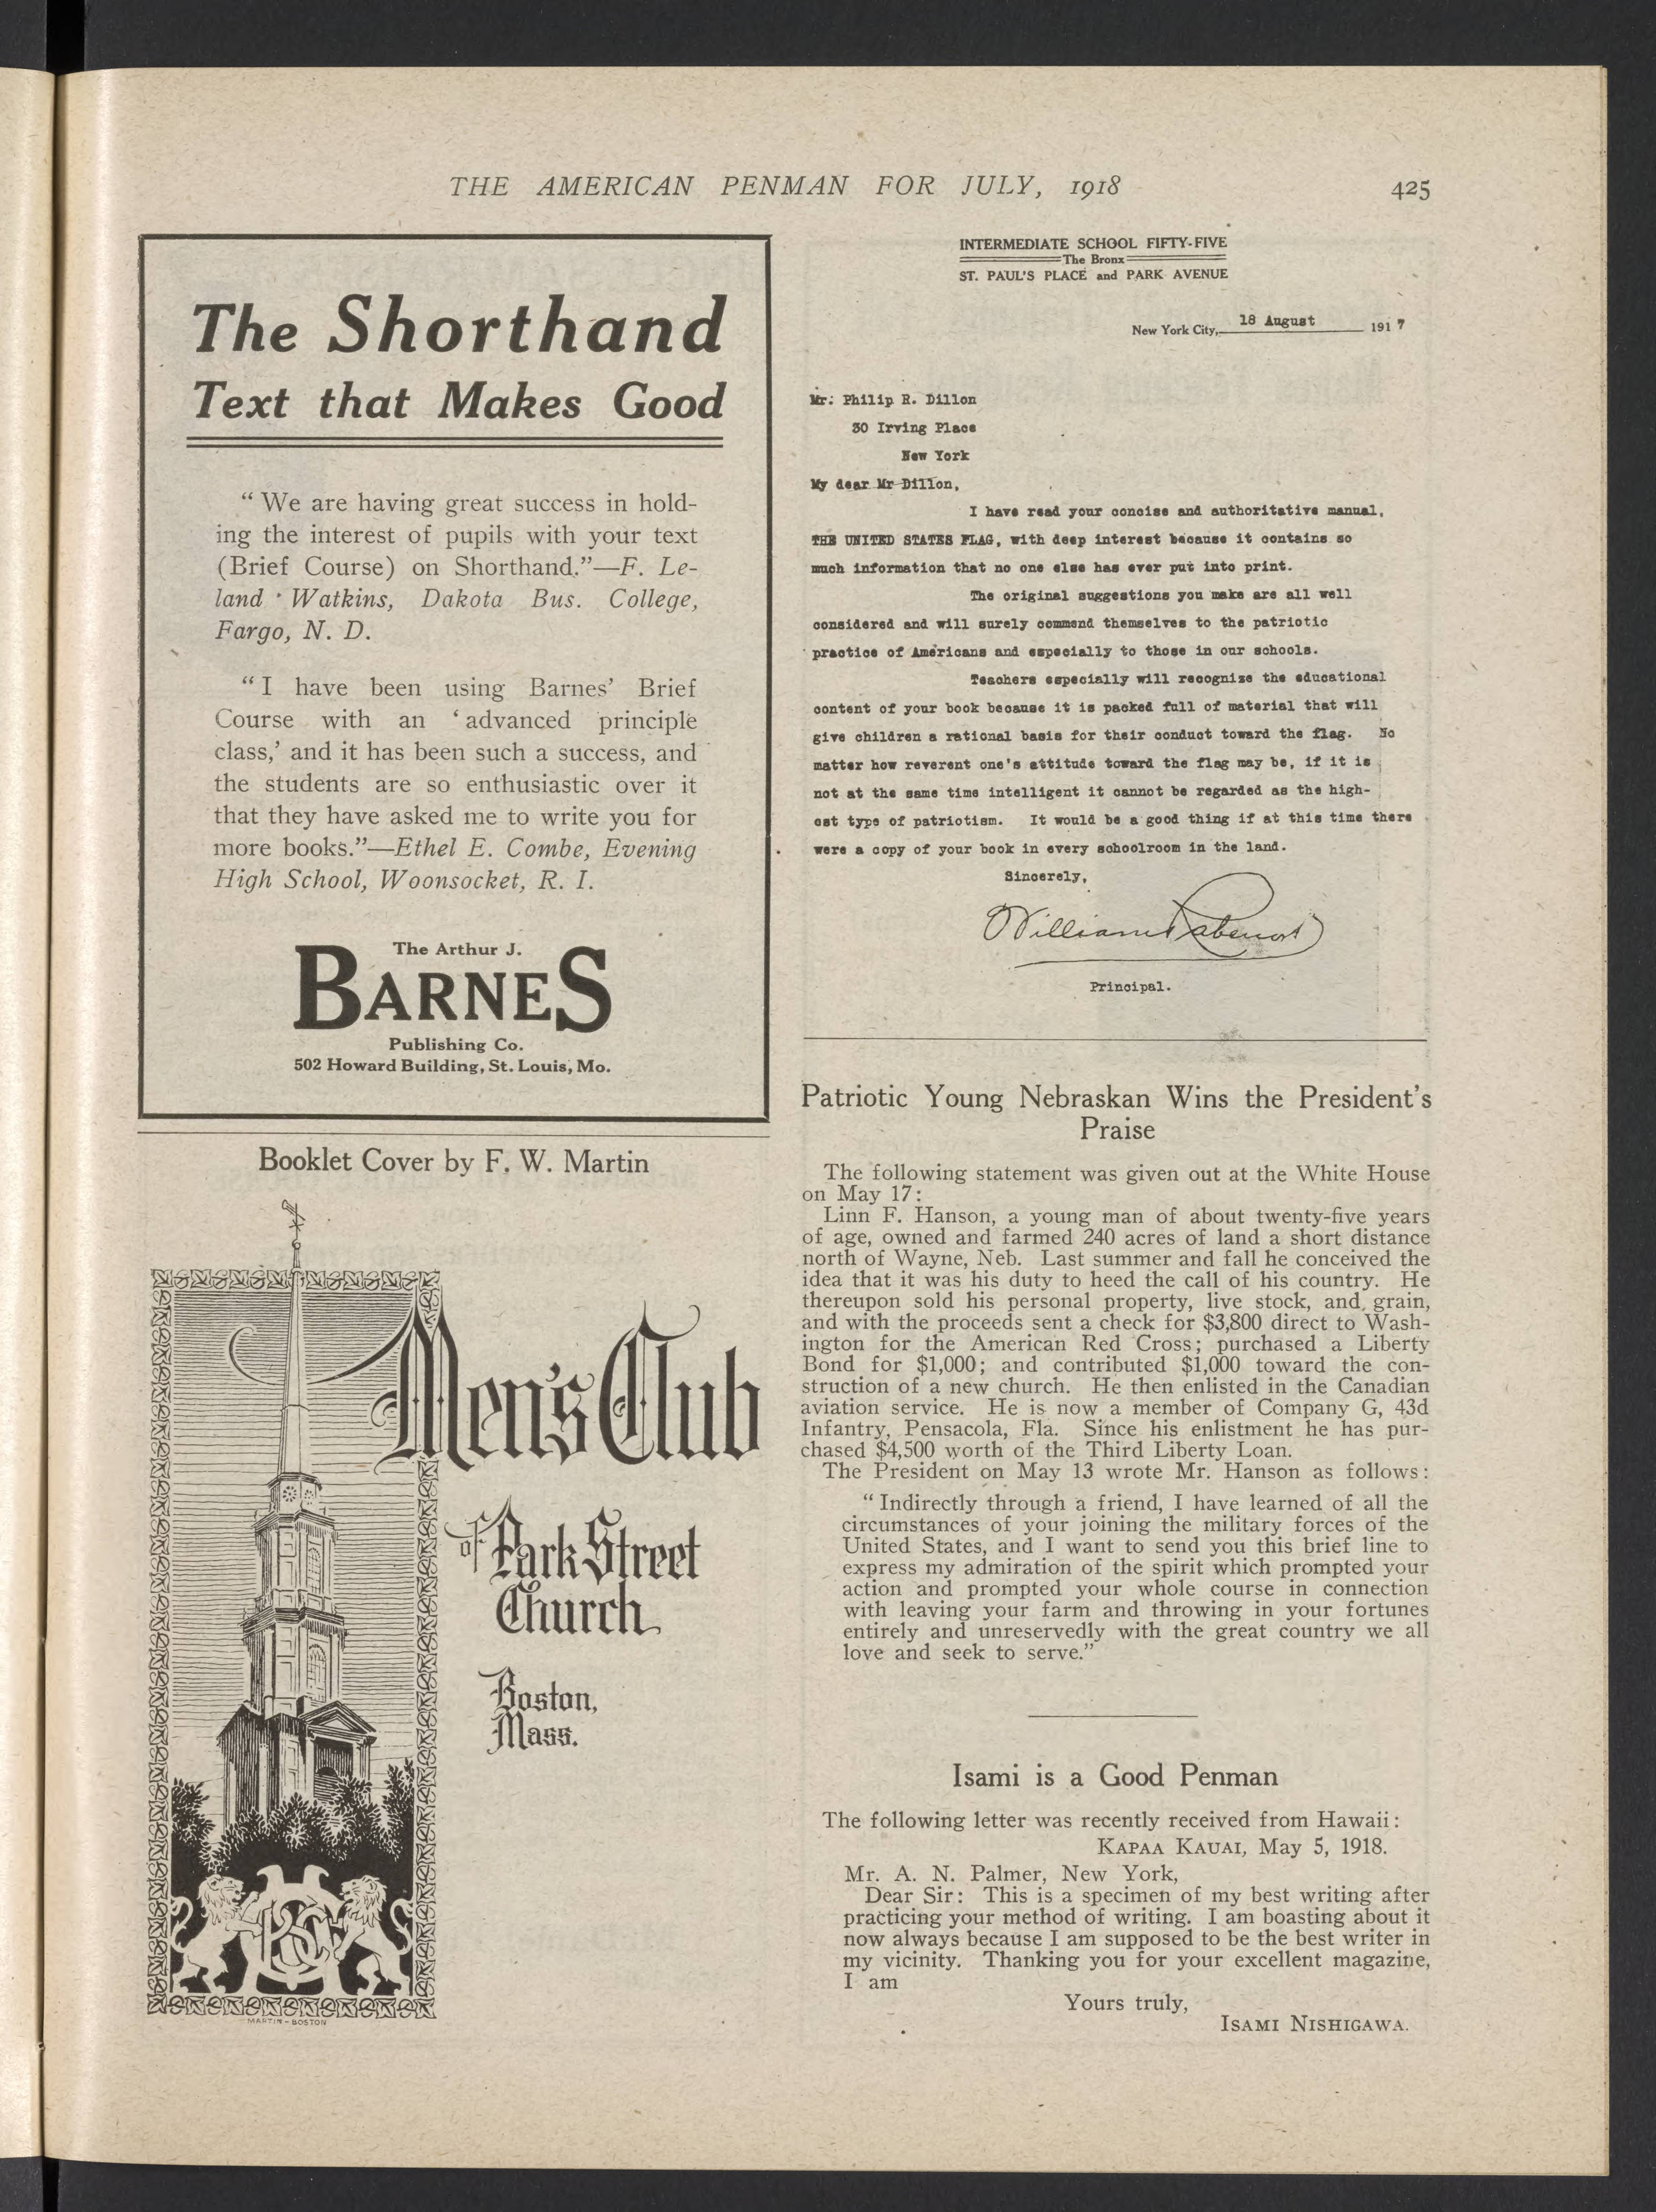 THE AMERICAN PENMAN FOR JULY, 1918
425
The Shorthand
Text that Makes Good
“ We are having great success in hold-
ing the interest of pupils with your text
(Brief Course) on Shorthand.”—F. Le-
land Watkins, Dakota Bus. College,
Fargo, N. D.
“ I have been using Barnes’ Brief
Course with an ‘ advanced principle
class,’ and it has been such a success, and
the students are so enthusiastic over it
that they have asked me to write you for
more books.”—Ethel E. Combe, Evening
High School, Woonsocket, R. I.
The Arthur J.
BARNES
Publishing Co.
502 Howard Building, St. Louis, Mo.
Booklet Cover by F. W. Martin
Men's Club
of Park Street
Church
Boston,
Mass.
MARTIN-BOSTON
INTERMEDIATE SCHOOL FIFTY-FIVE
The Bronx
ST. PAUL'S PLACE and PARK AVENUE
New York City, 18 August 1917
Mr. Philip R. Dillon
30 Irving Place
New York
My dear Mr Dillon,
I have read your concise and authoritative manual,
THE UNITED STATES FLAG, with deep interest because it contains so
much information that no one else has ever put into print.
The original suggestions you make are all well
considered and will surely commend themselves to the patriotic
practice of Americans and especially to those in our schools.
Teachers especially will recognize the educational
content of your book because it is packed full of material that will
give children a rational basis for their conduct toward the flag. No
matter how reverent one's attitude toward the flag may be, if it is
not at the same time intelligent it cannot be regarded as the high-
est type of patriotism. It would be a good thing if at this time there
were a copy of your book in every schoolroom in the land.
Sincerely,
William
Principal.
Patriotic Young Nebraskan Wins the President’s
Praise
The following statement was given out at the White House
on May 17:
Linn F. Hanson, a young man of about twenty-five years
of age, owned and farmed 240 acres of land a short distance
north of Wayne, Neb. Last summer and fall he conceived the
idea that it was his duty to heed the call of his country. He
thereupon sold his personal property, live stock, and grain,
and with the proceeds sent a check for $3,800 direct to Wash-
ington for the American Red Cross; purchased a Liberty
Bond for $1,000; and contributed $1,000 toward the con-
struction of a new church. He then enlisted in the Canadian
aviation service. He is now a member of Company G, 43d
Infantry, Pensacola, Fla. Since his enlistment he has pur-
chased $4,500 worth of the Third Liberty Loan.
The President on May 13 wrote Mr. Hanson as follows:
“ Indirectly through a friend, I have learned of all the
circumstances of your joining the military forces of the
United States, and I want to send you this brief line to
express my admiration of the spirit which prompted your
action and prompted your whole course in connection
with leaving your farm and throwing in your fortunes
entirely and unreservedly with the great country we all
love and seek to serve.”
Isami is a Good Penman
The following letter was recently received from Hawaii:
KAPAA KAUAI, May 5, 1918.
Mr. A. N. Palmer, New York,
Dear Sir: This is a specimen of my best writing after
practicing your method of writing. I am boasting about it
now always because I am supposed to be the best writer in
my vicinity. Thanking you for your excellent magazine,
I am
Yours truly,
ISAMI NISHIGAWA.